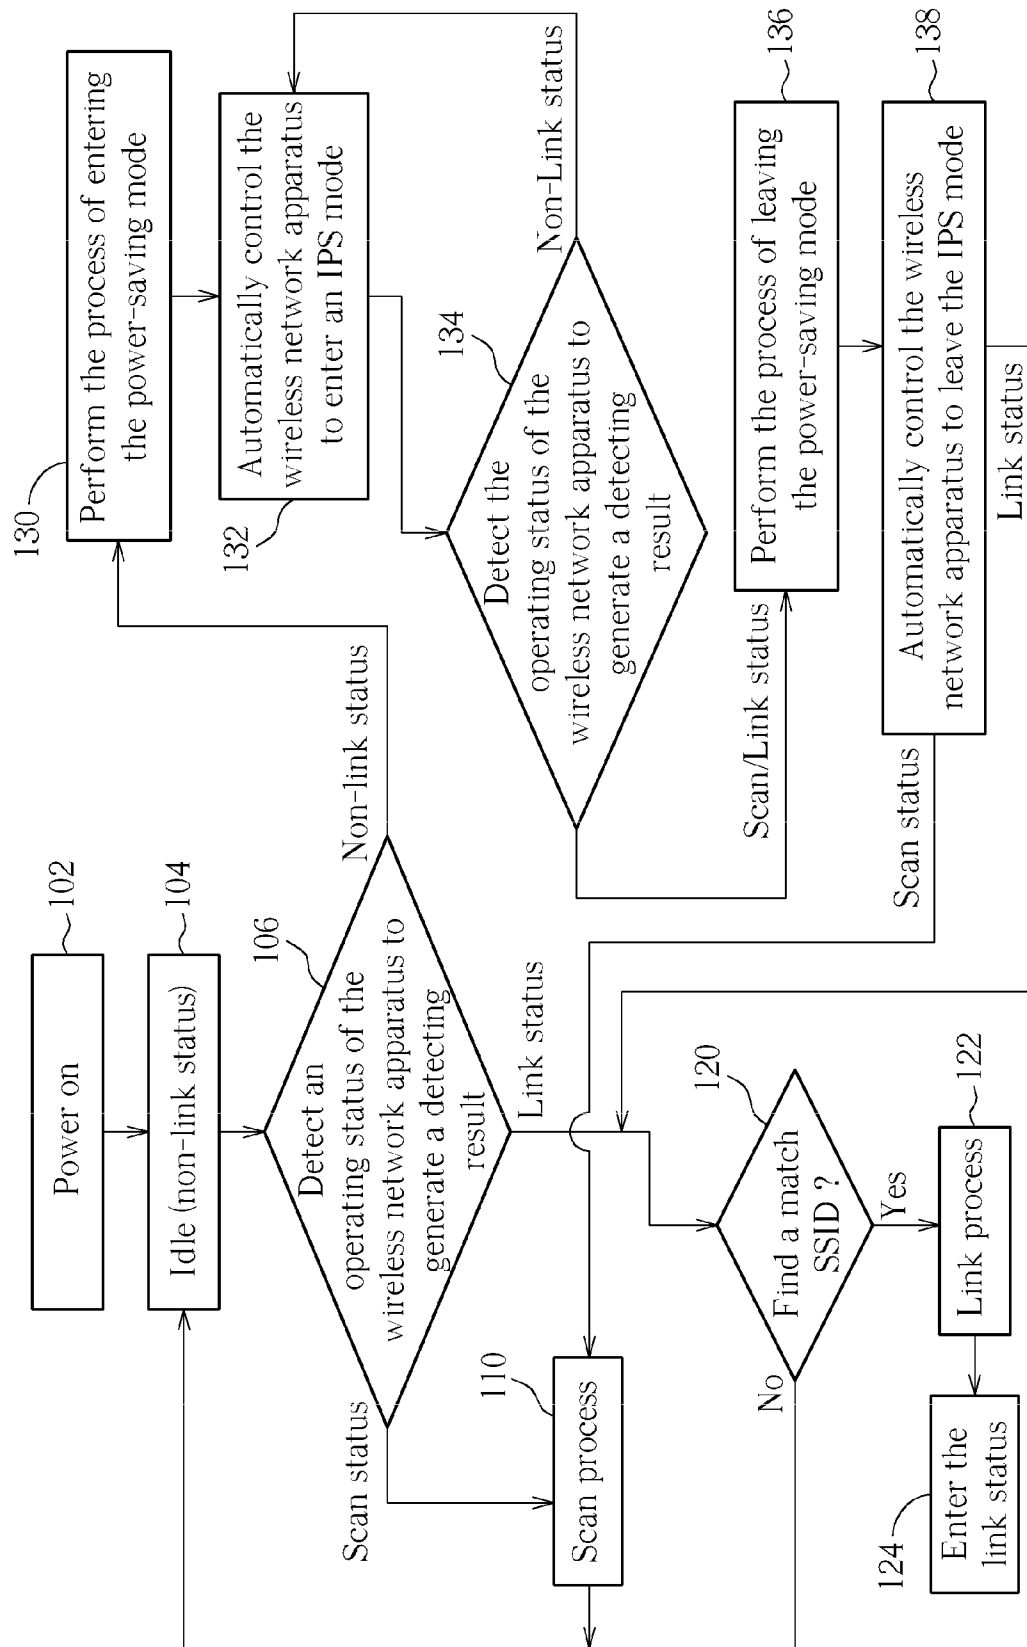 Power on
102
Idle (non-link status)
104
Detect an
operating status of the
wireless network apparatus to
generate a detecting
result
106
Scan status
Non-link status
Link status
Scan process
110
Find a match
SSID ?
120
No
Yes
Link process
122
Enter the
link status
124
130
Perform the process of entering
the power-saving mode
Automatically control the
wireless network apparatus
to enter an IPS mode
132
Detect the
operating status of the
wireless network apparatus to
generate a detecting
result
134
Non-Link status
Scan/Link status
Perform the process of leaving
the power-saving mode
136
Automatically control the wireless
network apparatus to leave the IPS mode
138
Scan status
Link status